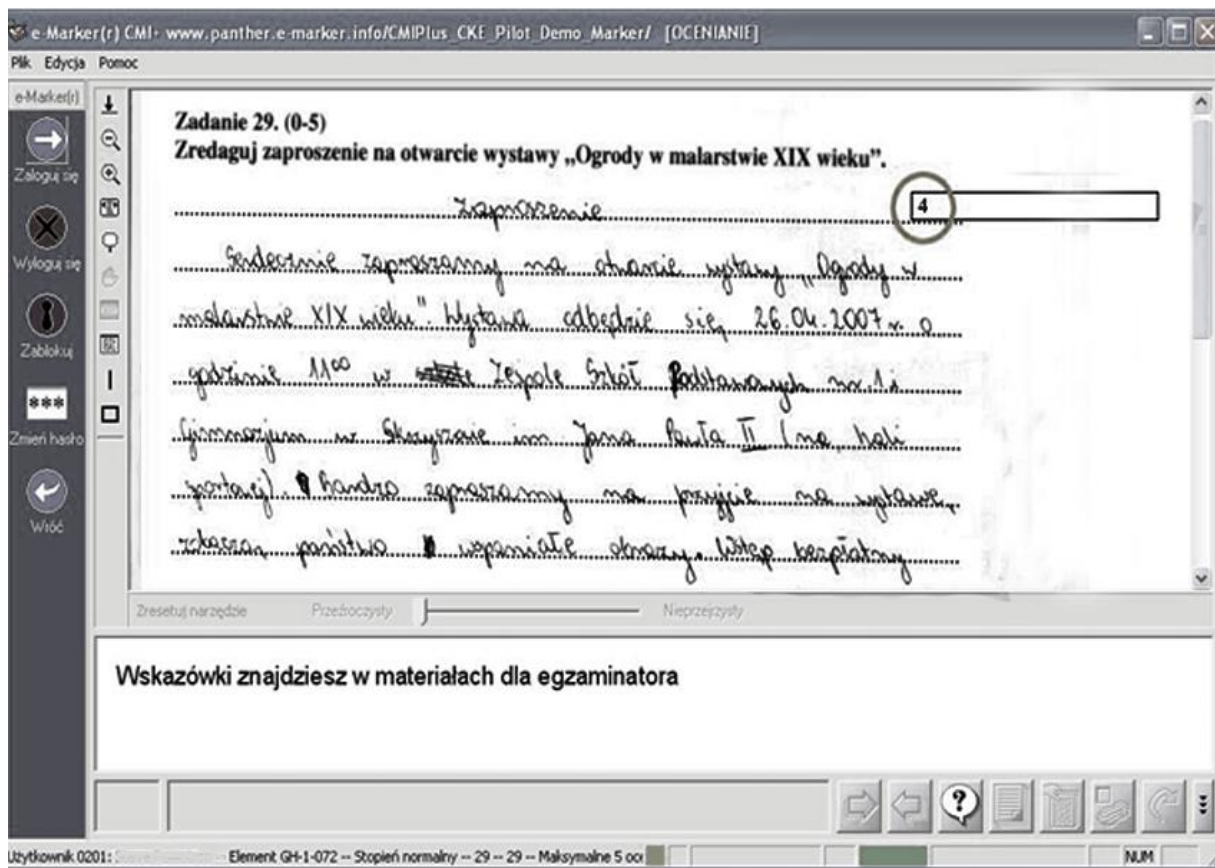 e-Marker(r) CMI+ www.panther.e-marker.info/CMIPlus_CKE_Pilot_Demo_Marker/ [OCENIANIE]
Plik Edycja Pomoc
e-Marker(r)
Zaloguj się
Wyloguj się
Zablokuj
***
Zmień hasło
Wróć
Zadanie 29. (0-5)
Zredaguj zaproszenie na otwarcie wystawy „Ogrody w malarstwie XIX wieku”.
4
Zaproszenie
Serdecznie zapraszamy na otwarcie wystawy „Ogrody w
malarstwie XIX wieku". Wystawa odbędzie się 26.04.2007 r. o
godzinie 11:00 w Zespole Szkół Podstawowych nr. 1 i
Gimnazjum w im Jana Pawła II (na hali
sportowej). Bardzo zapraszamy na przyjcie na wystawę,
zobaczą państwo wspaniałe obrazy. Wstęp bezpłatny
Zresetuj narzędzie Przeźroczysty Nieprzejrzysty
Wskazówki znajdziesz w materiałach dla egzaminatora
?
Użytkownik 0201: Element GH-1-072 -- Stopień normalny -- 29 -- 29 -- Maksymalne 5 oce
NUM